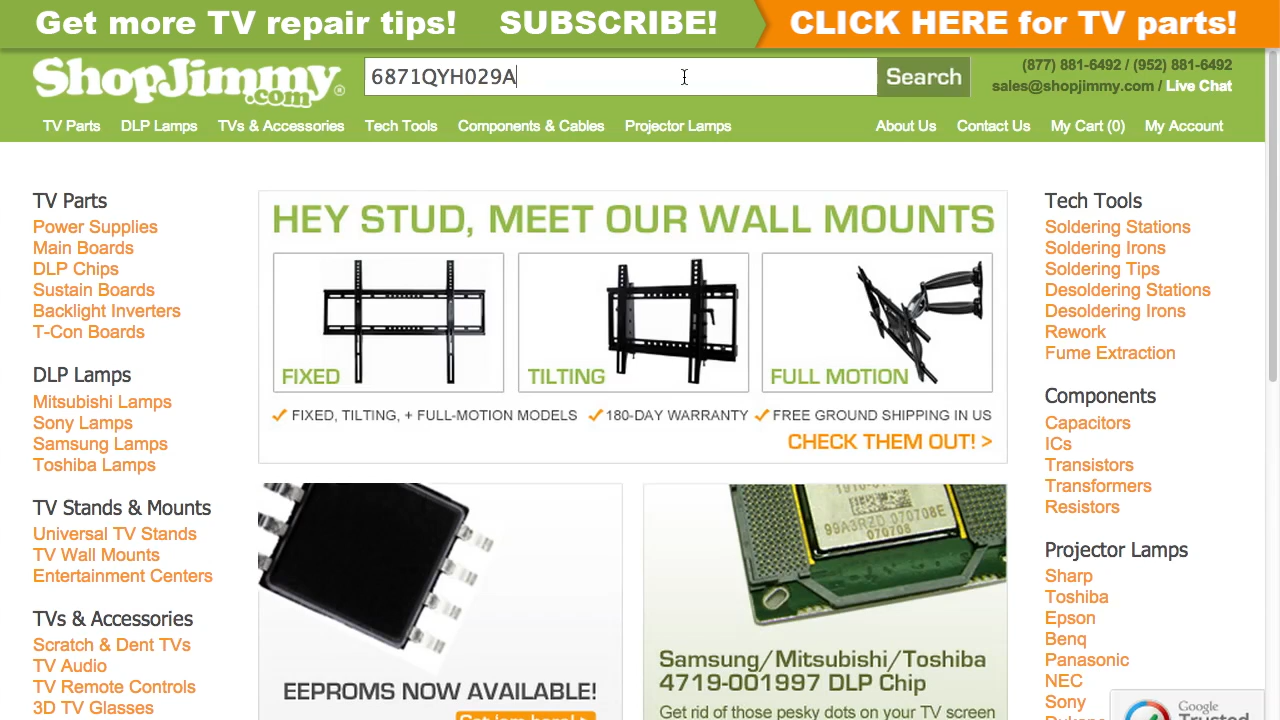 Get more TV repair tips! SUBSCRIBE! CLICK HERE for TV parts!
ShopJimmy.com®
6871QYH029A
Search
(877) 881-6492 / (952) 881-6492
sales@shopjimmy.com / Live Chat
TV Parts DLP Lamps TVs & Accessories Tech Tools Components & Cables Projector Lamps About Us Contact Us My Cart (0) My Account
TV Parts
Power Supplies
Main Boards
DLP Chips
Sustain Boards
Backlight Inverters
T-Con Boards
DLP Lamps
Mitsubishi Lamps
Sony Lamps
Samsung Lamps
Toshiba Lamps
TV Stands & Mounts
Universal TV Stands
TV Wall Mounts
Entertainment Centers
TVs & Accessories
Scratch & Dent TVs
TV Audio
TV Remote Controls
3D TV Glasses
HEY STUD, MEET OUR WALL MOUNTS
FIXED
TILTING
FULL MOTION
FIXED, TILTING, + FULL-MOTION MODELS 180-DAY WARRANTY FREE GROUND SHIPPING IN US
CHECK THEM OUT! >
EEPROMS NOW AVAILABLE!
Get 'em here! >
99A3RZD 070708E
070708
Samsung/Mitsubishi/Toshiba
4719-001997 DLP Chip
Get rid of those pesky dots on your TV screen
Tech Tools
Soldering Stations
Soldering Irons
Soldering Tips
Desoldering Stations
Desoldering Irons
Rework
Fume Extraction
Components
Capacitors
ICs
Transistors
Transformers
Resistors
Projector Lamps
Sharp
Toshiba
Epson
Benq
Panasonic
NEC
Sony
Google
Trusted